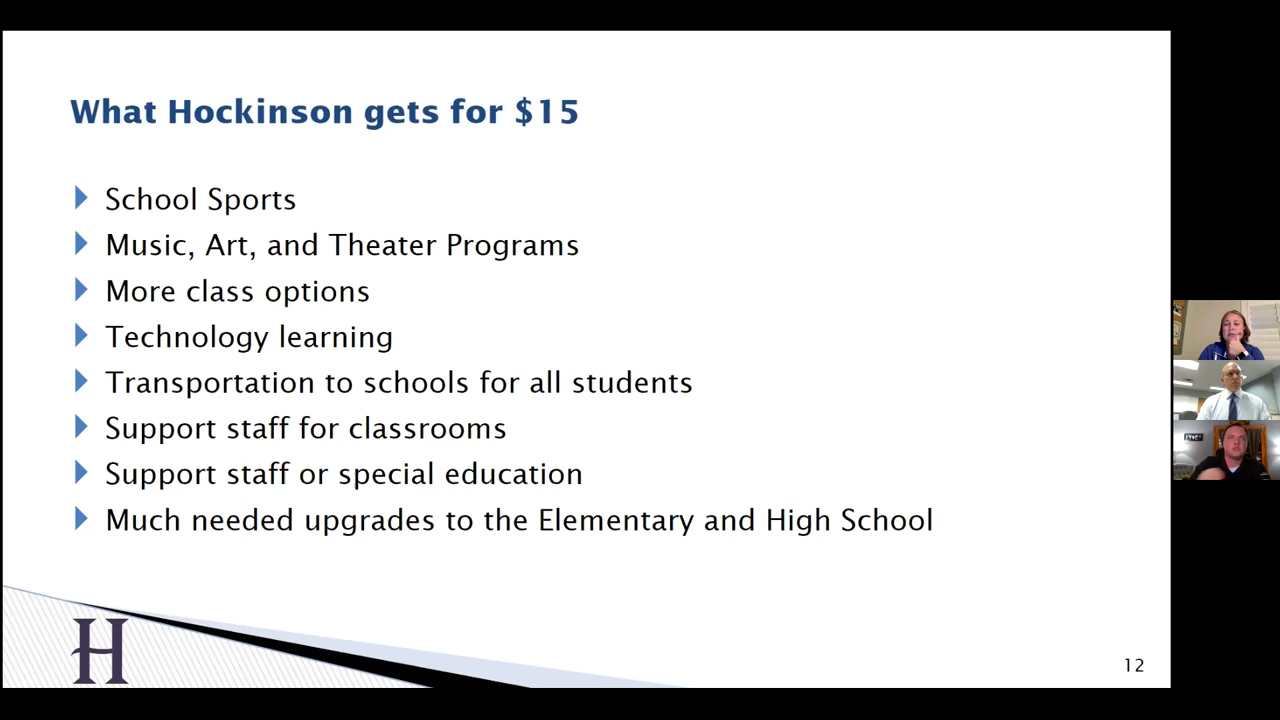 What Hockinson gets for $15
School Sports
Music, Art, and Theater Programs
More class options
Technology learning
Transportation to schools for all students
Support staff for classrooms
Support staff or special education
Much needed upgrades to the Elementary and High School
H
12